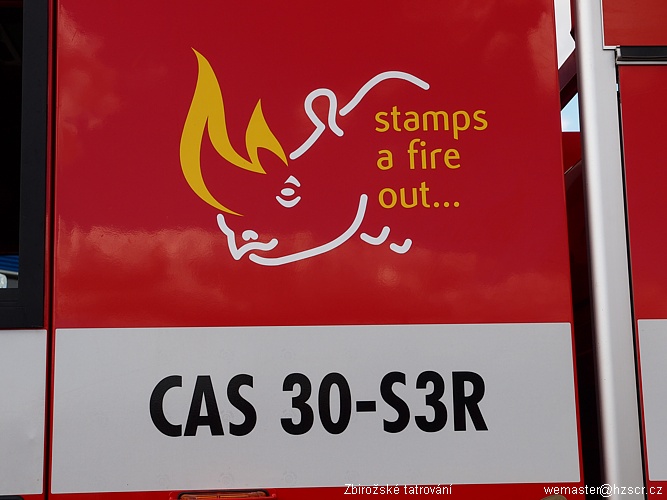 stamps
a fire
out...
CAS 30-S3R
Zbirožské tatrování
wemaster@hzscr.cz